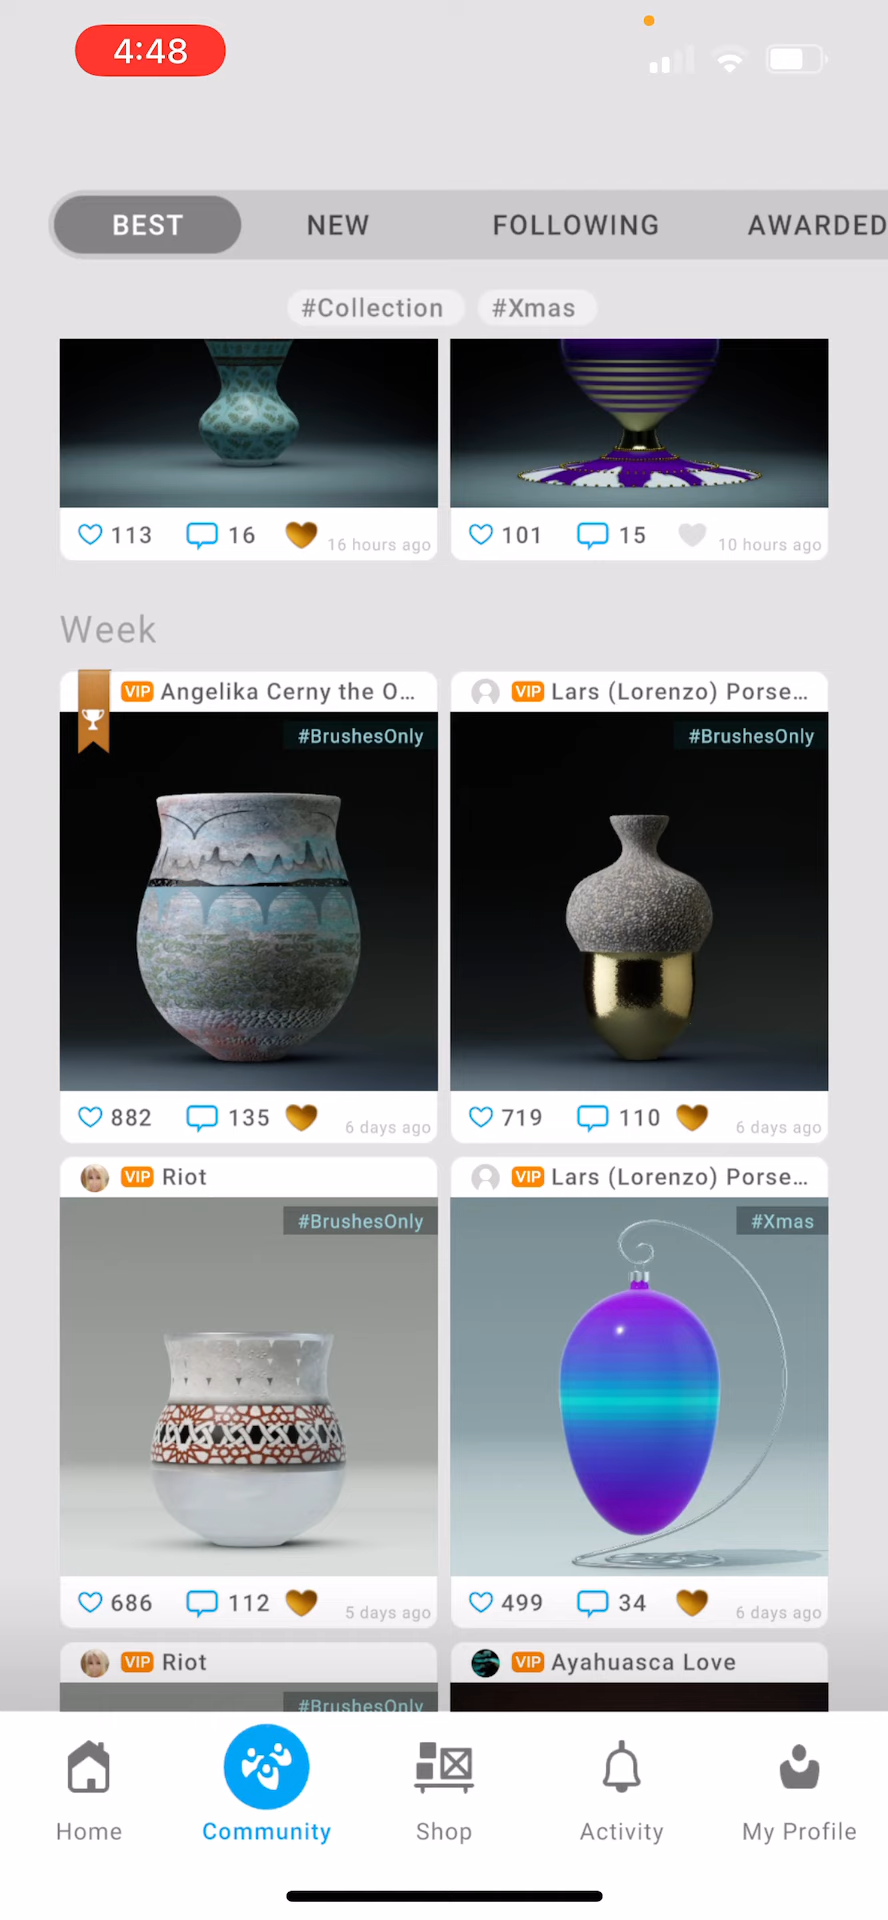 4:48
BEST NEW FOLLOWING AWARDED
#Collection #Xmas
113 16 16 hours ago 101 15 10 hours ago
Week
VIP Angelika Cerny the O... VIP Lars (Lorenzo) Porse...
#BrushesOnly #BrushesOnly
882 135 6 days ago 719 110 6 days ago
VIP Riot VIP Lars (Lorenzo) Porse...
#BrushesOnly #Xmas
686 112 5 days ago 499 34 6 days ago
VIP Riot VIP Ayahuasca Love
#BrushesOnly
Home Community Shop Activity My Profile